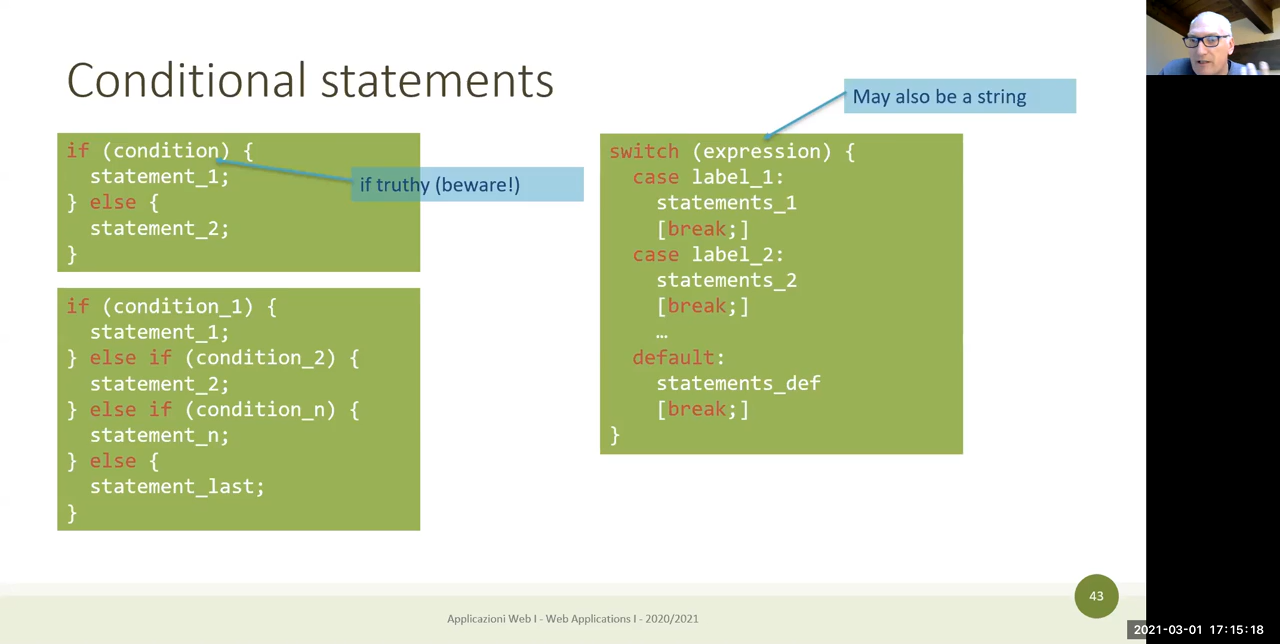 Conditional statements
if (condition) {
  statement_1;
} else {
  statement_2;
}
if truthy (beware!)
if (condition_1) {
  statement_1;
} else if (condition_2) {
  statement_2;
} else if (condition_n) {
  statement_n;
} else {
  statement_last;
}
May also be a string
switch (expression) {
  case label_1:
    statements_1
    [break;]
  case label_2:
    statements_2
    [break;]
    …
  default:
    statements_def
    [break;]
}
Applicazioni Web I - Web Applications I - 2020/2021
43
2021-03-01 17:15:18